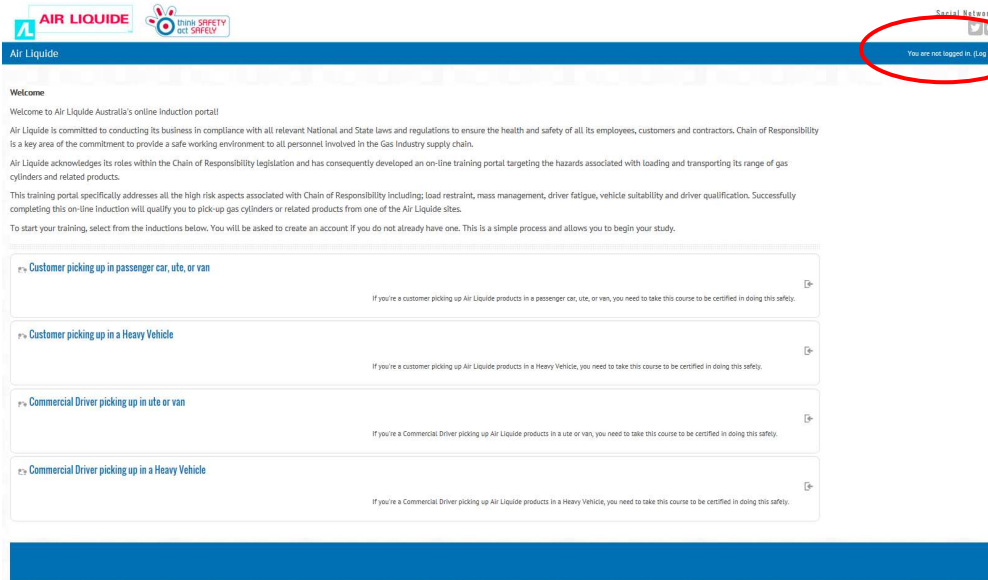 AIR LIQUIDE
think SAFETY
act SAFELY
Social Networ
Air Liquide
You are not logged in. (Log
Welcome
Welcome to Air Liquide Australia's online induction portal!
Air Liquide is committed to conducting its business in compliance with all relevant National and State laws and regulations to ensure the health and safety of all its employees, customers and contractors. Chain of Responsibility
is a key area of the commitment to provide a safe working environment to all personnel involved in the Gas Industry supply chain.
Air Liquide acknowledges its roles within the Chain of Responsibility legislation and has consequently developed an on-line training portal targeting the hazards associated with loading and transporting its range of gas
cylinders and related products.
This training portal specifically addresses all the high risk aspects associated with Chain of Responsibility including; load restraint, mass management, driver fatigue, vehicle suitability and driver qualification. Successfully
completing this on-line induction will qualify you to pick-up gas cylinders or related products from one of the Air Liquide sites.
To start your training, select from the inductions below. You will be asked to create an account if you do not already have one. This is a simple process and allows you to begin your study.
Customer picking up in passenger car, ute, or van
If you're a customer picking up Air Liquide products in a passenger car, ute, or van, you need to take this course to be certified in doing this safely.
Customer picking up in a Heavy Vehicle
If you're a customer picking up Air Liquide products in a Heavy Vehicle, you need to take this course to be certified in doing this safely.
Commercial Driver picking up in ute or van
If you're a Commercial Driver picking up Air Liquide products in a ute or van, you need to take this course to be certified in doing this safely.
Commercial Driver picking up in a Heavy Vehicle
If you're a Commercial Driver picking up Air Liquide products in a Heavy Vehicle, you need to take this course to be certified in doing this safely.